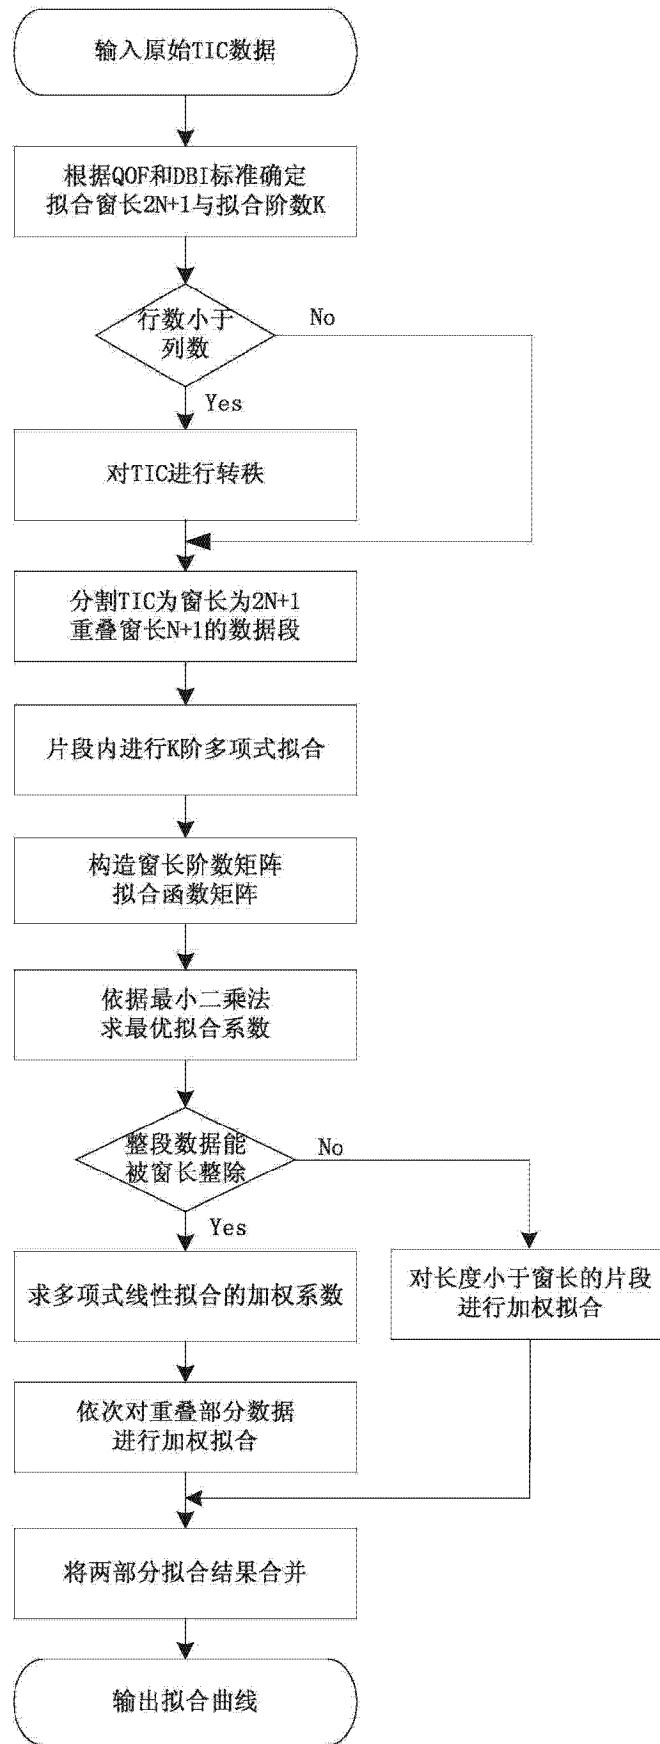 输入原始TIC数据
根据QOF和DBI标准确定
拟合窗长2N+1与拟合阶数K
行数小于
列数
No
Yes
对TIC进行转秩
分割TIC为窗长为2N+1
重叠窗长N+1的数据段
片段内进行K阶多项式拟合
构造窗长阶数矩阵
拟合函数矩阵
依据最小二乘法
求最优拟合系数
整段数据能
被窗长整除
No
Yes
求多项式线性拟合的加权系数
对长度小于窗长的片段
进行加权拟合
依次对重叠部分数据
进行加权拟合
将两部分拟合结果合并
输出拟合曲线